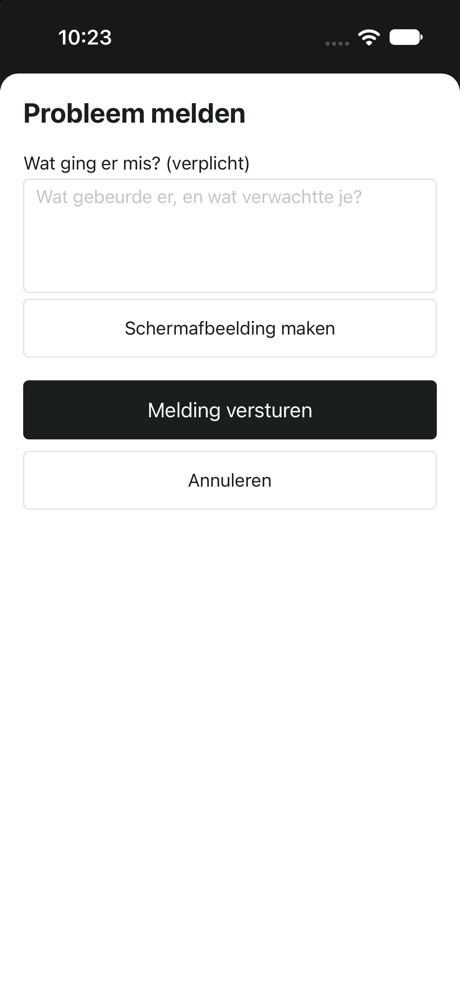 10:23
Probleem melden
Wat ging er mis? (verplicht)
Wat gebeurde er, en wat verwachtte je?
Schermafbeelding maken
Melding versturen
Annuleren